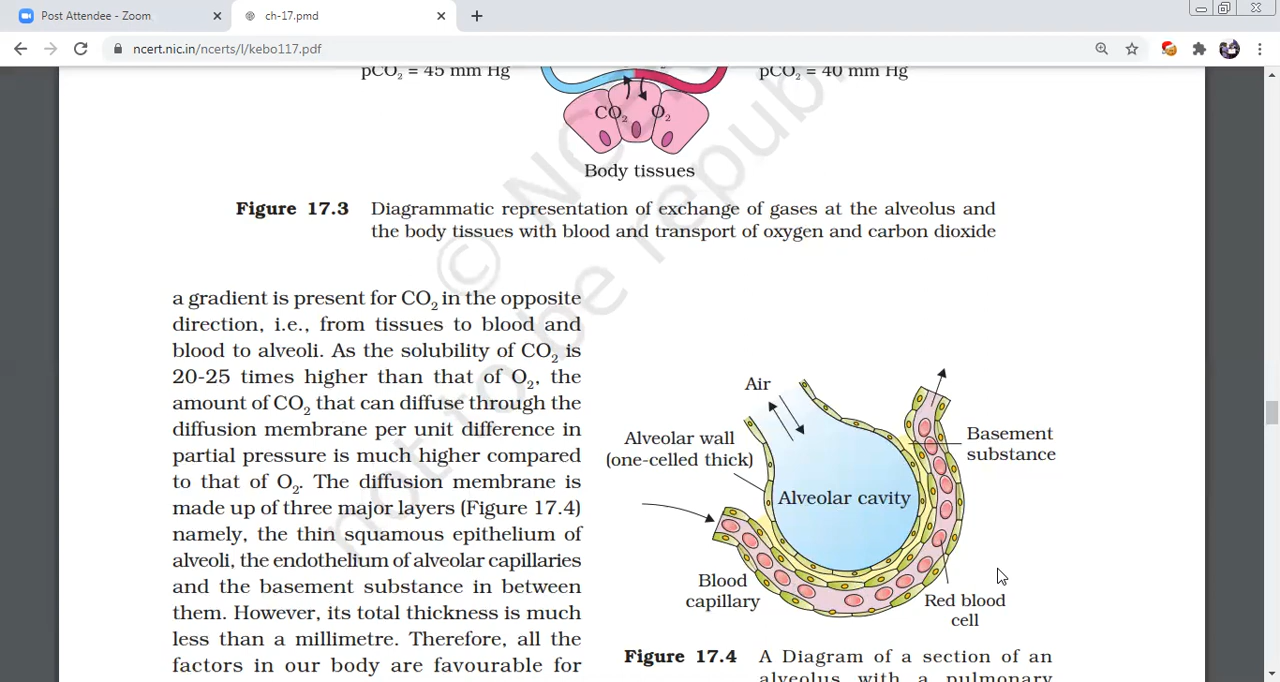 Post Attendee - Zoom
ch-17.pmd
ncert.nic.in/ncerts/l/kebo117.pdf
pCO2 = 45 mm Hg
pCO2 = 40 mm Hg
CO2
O2
Body tissues
Figure 17.3 Diagrammatic representation of exchange of gases at the alveolus and
the body tissues with blood and transport of oxygen and carbon dioxide
a gradient is present for CO2 in the opposite
direction, i.e., from tissues to blood and
blood to alveoli. As the solubility of CO2 is
20-25 times higher than that of O2, the
amount of CO2 that can diffuse through the
diffusion membrane per unit difference in
partial pressure is much higher compared
to that of O2. The diffusion membrane is
made up of three major layers (Figure 17.4)
namely, the thin squamous epithelium of
alveoli, the endothelium of alveolar capillaries
and the basement substance in between
them. However, its total thickness is much
less than a millimetre. Therefore, all the
factors in our body are favourable for
Air
Alveolar wall
(one-celled thick)
Basement
substance
Alveolar cavity
Blood
capillary
Red blood
cell
Figure 17.4 A Diagram of a section of an
alveolus with a pulmonary
© NC
not to be republ